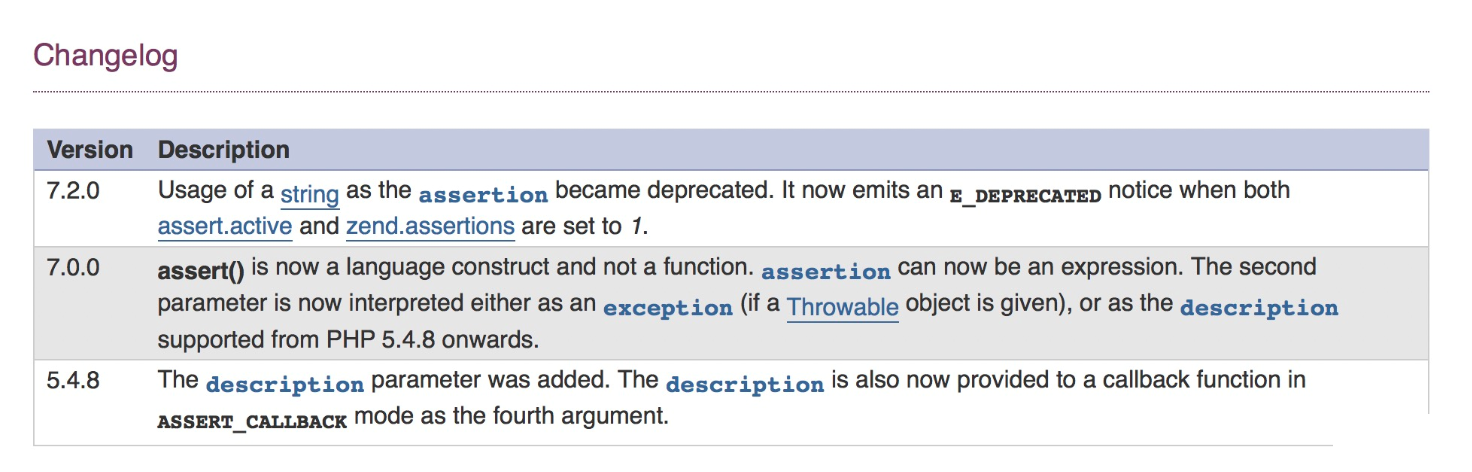 Changelog
Version Description
7.2.0 Usage of a string as the assertion became deprecated. It now emits an E_DEPRECATED notice when both
assert.active and zend.assertions are set to 1.
7.0.0 assert() is now a language construct and not a function. assertion can now be an expression. The second
parameter is now interpreted either as an exception (if a Throwable object is given), or as the description
supported from PHP 5.4.8 onwards.
5.4.8 The description parameter was added. The description is also now provided to a callback function in
ASSERT_CALLBACK mode as the fourth argument.